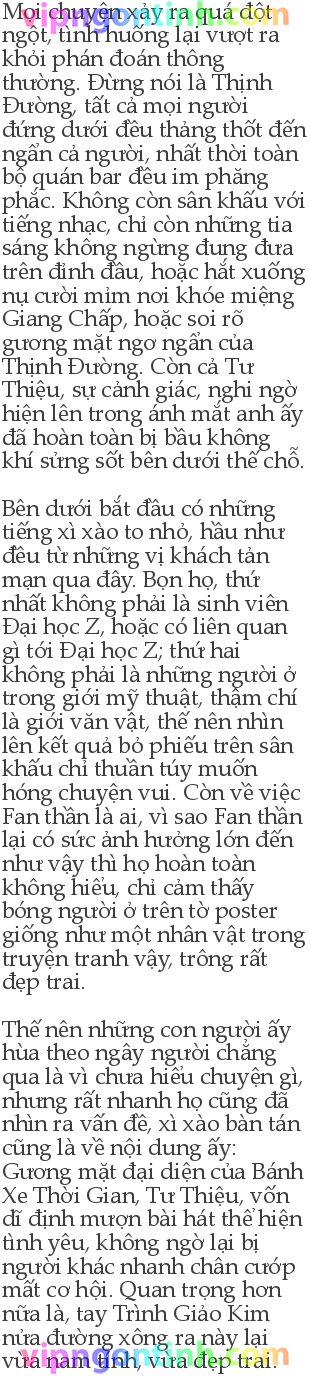 Mọi chuyện xảy ra quá đột
ngột, tình huống lại vượt ra
khỏi phán đoán thông
thường. Đừng nói là Thịnh
Đường, tất cả mọi người
đứng dưới đều thảng thốt đến
ngẩn cả người, nhất thời toàn
bộ quán bar đều im phăng
phắc. Không còn sân khấu với
tiếng nhạc, chỉ còn những tia
sáng không ngừng đung đưa
trên đỉnh đầu, hoặc hắt xuống
nụ cười mỉm nơi khóe miệng
Giang Chấp, hoặc soi rõ
gương mặt ngơ ngẩn của
Thịnh Đường. Còn cả Tư
Thiệu, sự cảnh giác, nghi ngờ
hiện lên trong ánh mắt anh ấy
đã hoàn toàn bị bầu không
khí sửng sốt bên dưới thế chỗ.
Bên dưới bắt đầu có những
tiếng xì xào to nhỏ, hầu như
đều từ những vị khách tản
mạn qua đây. Bọn họ, thứ
nhất không phải là sinh viên
Đại học Z, hoặc có liên quan
gì tới Đại học Z; thứ hai
không phải là những người ở
trong giới mỹ thuật, thậm chí
là giới văn vật, thế nên nhìn
lên kết quả bỏ phiếu trên sân
khấu chỉ thuần túy muốn
hóng chuyện vui. Còn về việc
Fan thần là ai, vì sao Fan thần
lại có sức ảnh hưởng lớn đến
như vậy thì họ hoàn toàn
không hiểu, chỉ cảm thấy
bóng người ở trên tờ poster
giống như một nhân vật trong
truyện tranh vậy, trông rất
đẹp trai.
Thế nên những con người ấy
hùa theo ngây người chẳng
qua là vì chưa hiểu chuyện gì,
nhưng rất nhanh họ cũng đã
nhìn ra vấn đề, xì xào bàn tán
cũng là về nội dung ấy:
Gương mặt đại diện của Bánh
Xe Thời Gian, Tư Thiệu, vốn
dĩ định mượn bài hát thể hiện
tình yêu, không ngờ lại bị
người khác nhanh chân cướp
mất cơ hội. Quan trọng hơn
nữa là, tay Trình Giảo Kim
nửa đường xông ra này lại
vừa nam tính, vừa đẹp trai.
vipngontinh.com
vipngontinh.com